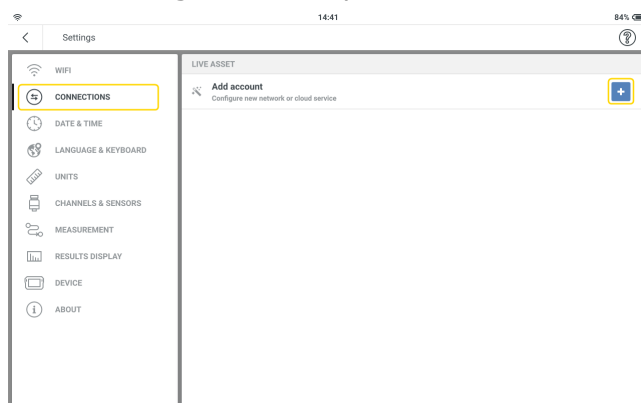 14:41
84%
Settings
WIFI
CONNECTIONS
DATE & TIME
LANGUAGE & KEYBOARD
UNITS
CHANNELS & SENSORS
MEASUREMENT
RESULTS DISPLAY
DEVICE
ABOUT
LIVE ASSET
Add account
Configure new network or cloud service